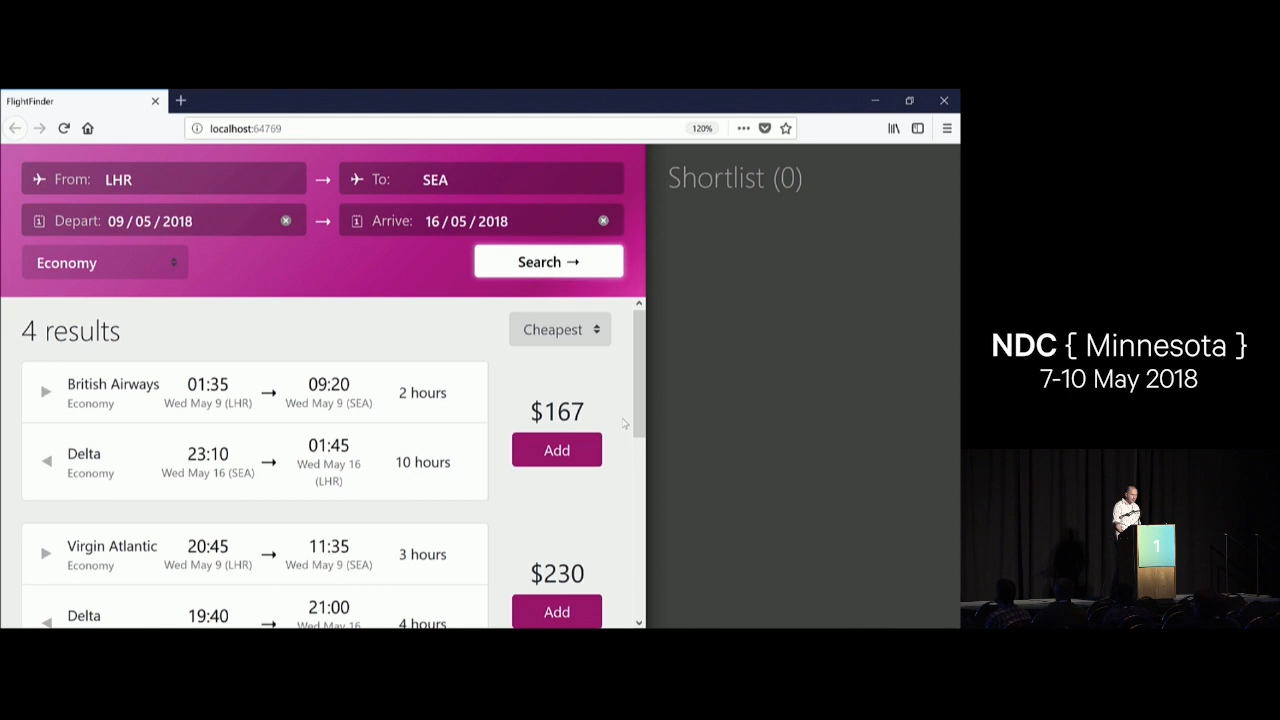 FlightFinder
localhost:64769
120%
From: LHR → To: SEA
Depart: 09 / 05 / 2018 → Arrive: 16 / 05 / 2018
Economy
Search →
Shortlist (0)
4 results
Cheapest
British Airways 01:35 → 09:20 2 hours
Economy Wed May 9 (LHR) Wed May 9 (SEA)
$167
Add
Delta 23:10 → 01:45 10 hours
Economy Wed May 16 (SEA) Wed May 16
(LHR)
Virgin Atlantic 20:45 → 11:35 3 hours
Economy Wed May 9 (LHR) Wed May 9 (SEA)
$230
Add
Delta 19:40 → 21:00 4 hours
Wed May 16
NDC { Minnesota }
7-10 May 2018
1